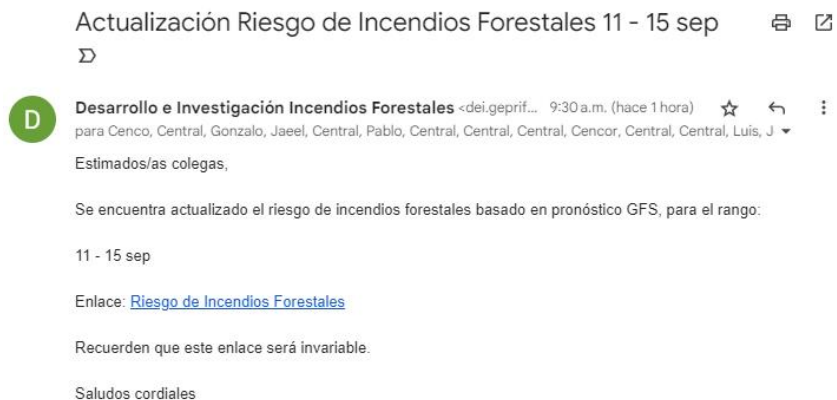 Actualización Riesgo de Incendios Forestales 11 - 15 sep
D
Desarrollo e Investigación Incendios Forestales <dei.geprif... 9:30 a.m. (hace 1 hora)
para Cenco, Central, Gonzalo, Jaeel, Central, Pablo, Central, Central, Central, Cencor, Central, Central, Luis, J
Estimados/as colegas,
Se encuentra actualizado el riesgo de incendios forestales basado en pronóstico GFS, para el rango:
11 - 15 sep
Enlace: Riesgo de Incendios Forestales
Recuerden que este enlace será invariable.
Saludos cordiales